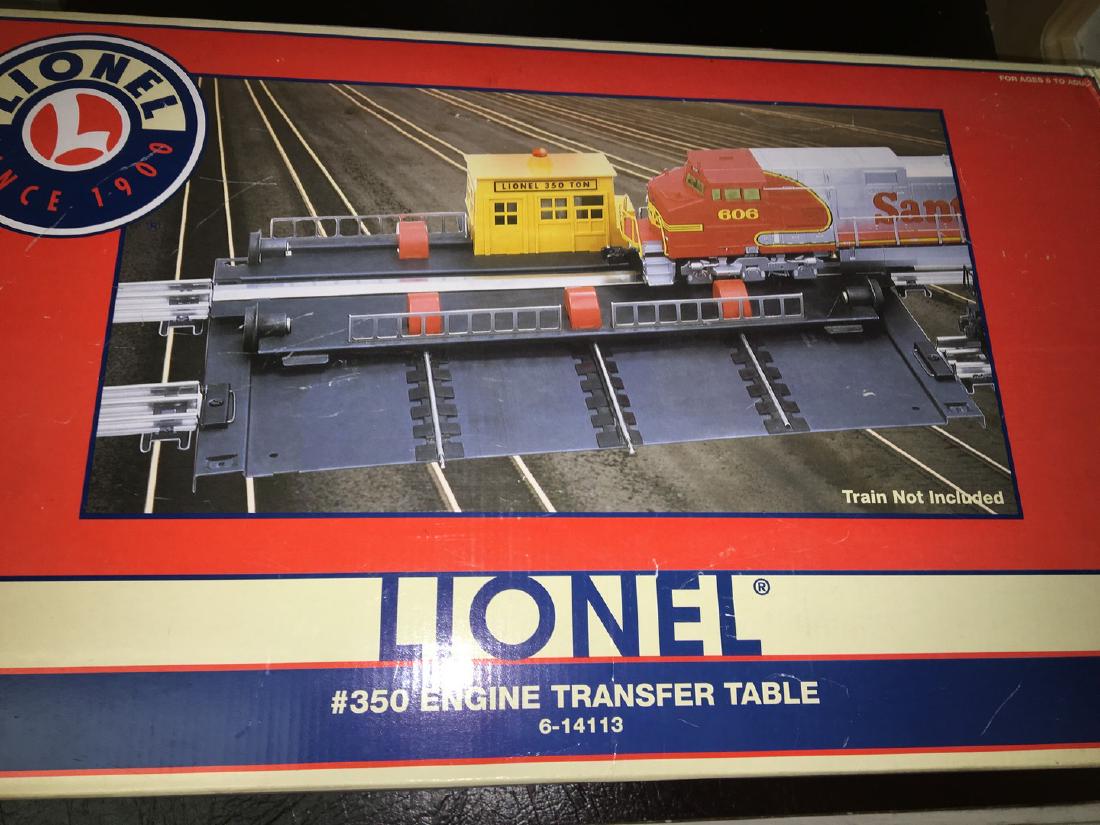 FOR AGES 8 TO ADULT
LIONEL
L
SINCE 1900
LIONEL 350 TON
606
San
Train Not Included
LIONEL®
#350 ENGINE TRANSFER TABLE
6-14113